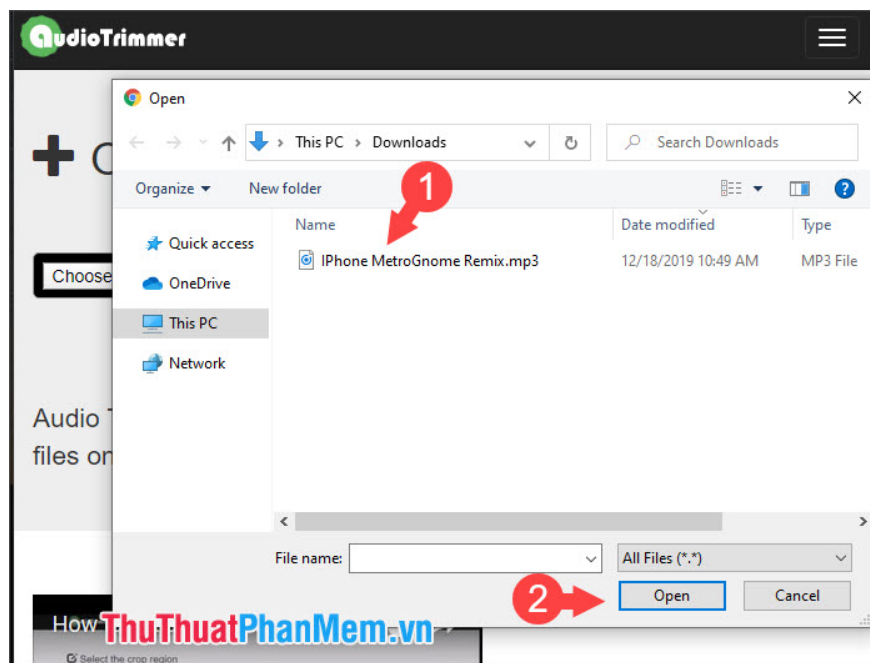 audioTrimmer
Open
This PC > Downloads
Search Downloads
Organize
New folder
1
Name
Date modified
Type
Quick access
IPhone MetroGnome Remix.mp3
12/18/2019 10:49 AM
MP3 File
OneDrive
This PC
Network
Choose
Audio
files on
File name:
All Files (*.*)
2
Open
Cancel
How
ThuThuatPhanMem.vn
Select the crop region